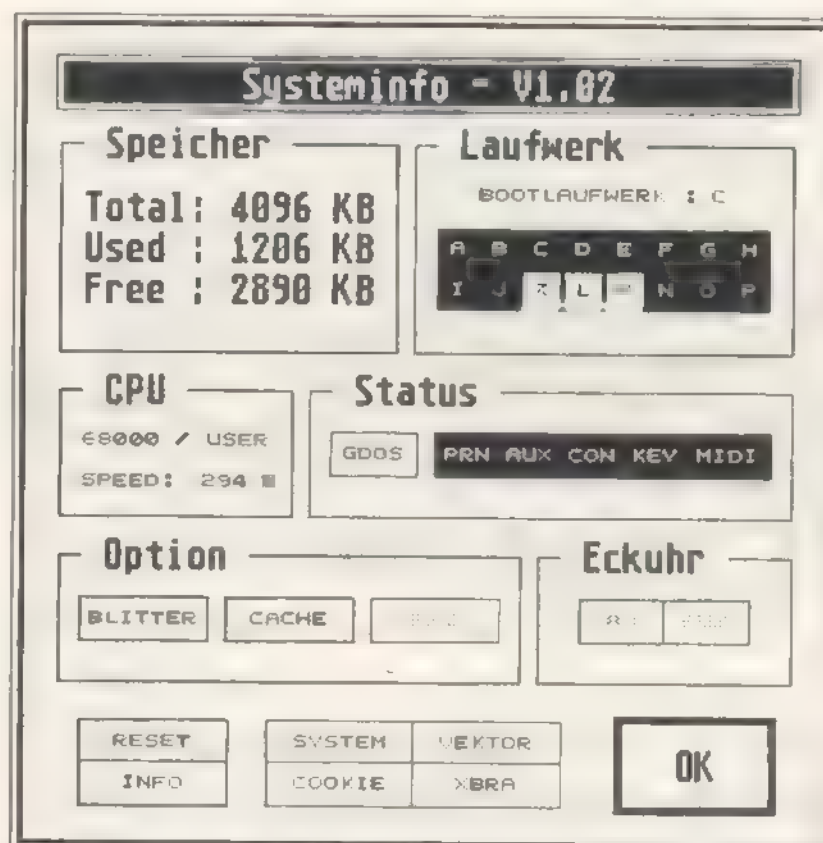 Systeminfo - V1.02
Speicher
Total: 4096 KB
Used : 1206 KB
Free : 2890 KB
Laufwerk
BOOTLAUFWERK : C
A B C D E F G H
I J K L N O P
CPU
68000 / USER
SPEED: 294 %
Status
GDOS PRN AUX CON KEY MIDI
Option
BLITTER CACHE
Eckuhr
RESET SYSTEM VEKTOR
INFO COOKIE XBRA
OK